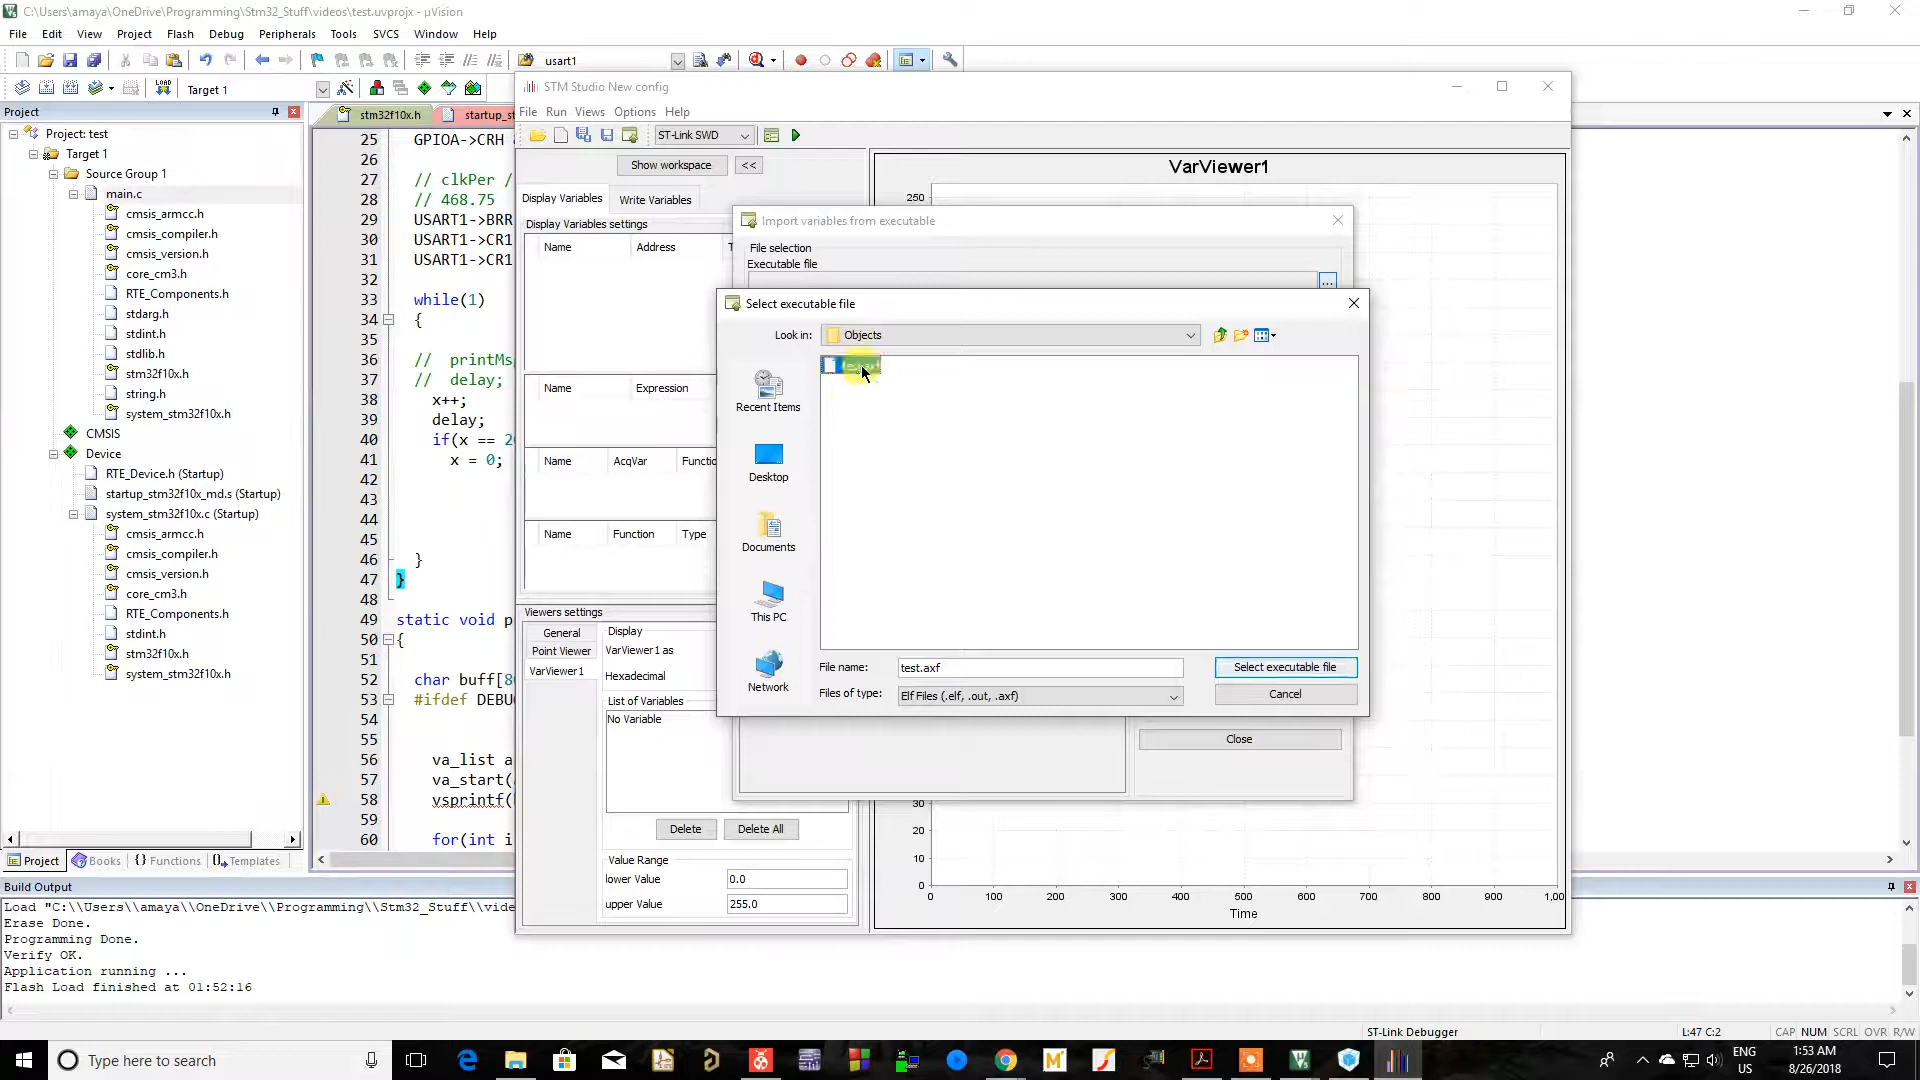 C:\Users\amaya\OneDrive\Programming\Stm32_Stuff\videos\test.uvprojx - µVision
File Edit View Project Flash Debug Peripherals Tools SVCS Window Help
usart1
LOAD
Target 1
Project
Project: test
Target 1
Source Group 1
main.c
cmsis_armcc.h
cmsis_compiler.h
cmsis_version.h
core_cm3.h
RTE_Components.h
stdarg.h
stdint.h
stdlib.h
stm32f10x.h
string.h
system_stm32f10x.h
CMSIS
Device
RTE_Device.h (Startup)
startup_stm32f10x_md.s (Startup)
system_stm32f10x.c (Startup)
cmsis_armcc.h
cmsis_compiler.h
cmsis_version.h
core_cm3.h
RTE_Components.h
stdint.h
stm32f10x.h
system_stm32f10x.h
Project Books {} Functions Templates
stm32f10x.h
25 GPIOA->CRH
26
27 // clkPer /
28 // 468.75
29 USART1->BRR
30 USART1->CR1
31 USART1->CR1
32
33 while(1)
34 {
35
36 //
37 // delay;
38 x++;
39 delay;
40 if(x ==
41 x = 0;
42
43
44
45
46 }
47 }
48
49 static void
50 {
51
52 char
53 #ifdef
54
55
56 va_list
57 va_start(
58 vsprintf(
59
60 for(int i
STM Studio New config
File Run Views Options Help
ST-Link SWD
Show workspace <<
Display Variables Write Variables
Display Variables settings
Name Address
Name Expression
Name AcqVar
Name Function Type
Viewers settings
General
Point Viewer
VarViewer1
Display
VarViewer1 as
Hexadecimal
List of Variables
No Variable
Delete Delete All
Value Range
lower Value 0.0
upper Value 255.0
VarViewer1
250
30
20
10
0
0 100 200 300 400 500 600 700 800 900 1,00
Time
Import variables from executable
File selection
Executable file
...
Close
Select executable file
Look in: Objects
Recent Items
Desktop
Documents
This PC
Network
File name: test.axf Select executable file
Files of type: Elf Files (.elf, .out, .axf) Cancel
Build Output
Load "C:\\Users\\amaya\\OneDrive\\Programming\\Stm32_Stuff\\
Erase Done.
Programming Done.
Verify OK.
Application running ...
Flash Load finished at 01:52:16
ST-Link Debugger L:47 C:2 CAP NUM SCRL OVR R/W
Type here to search
ENG
US
1:53 AM
8/26/2018